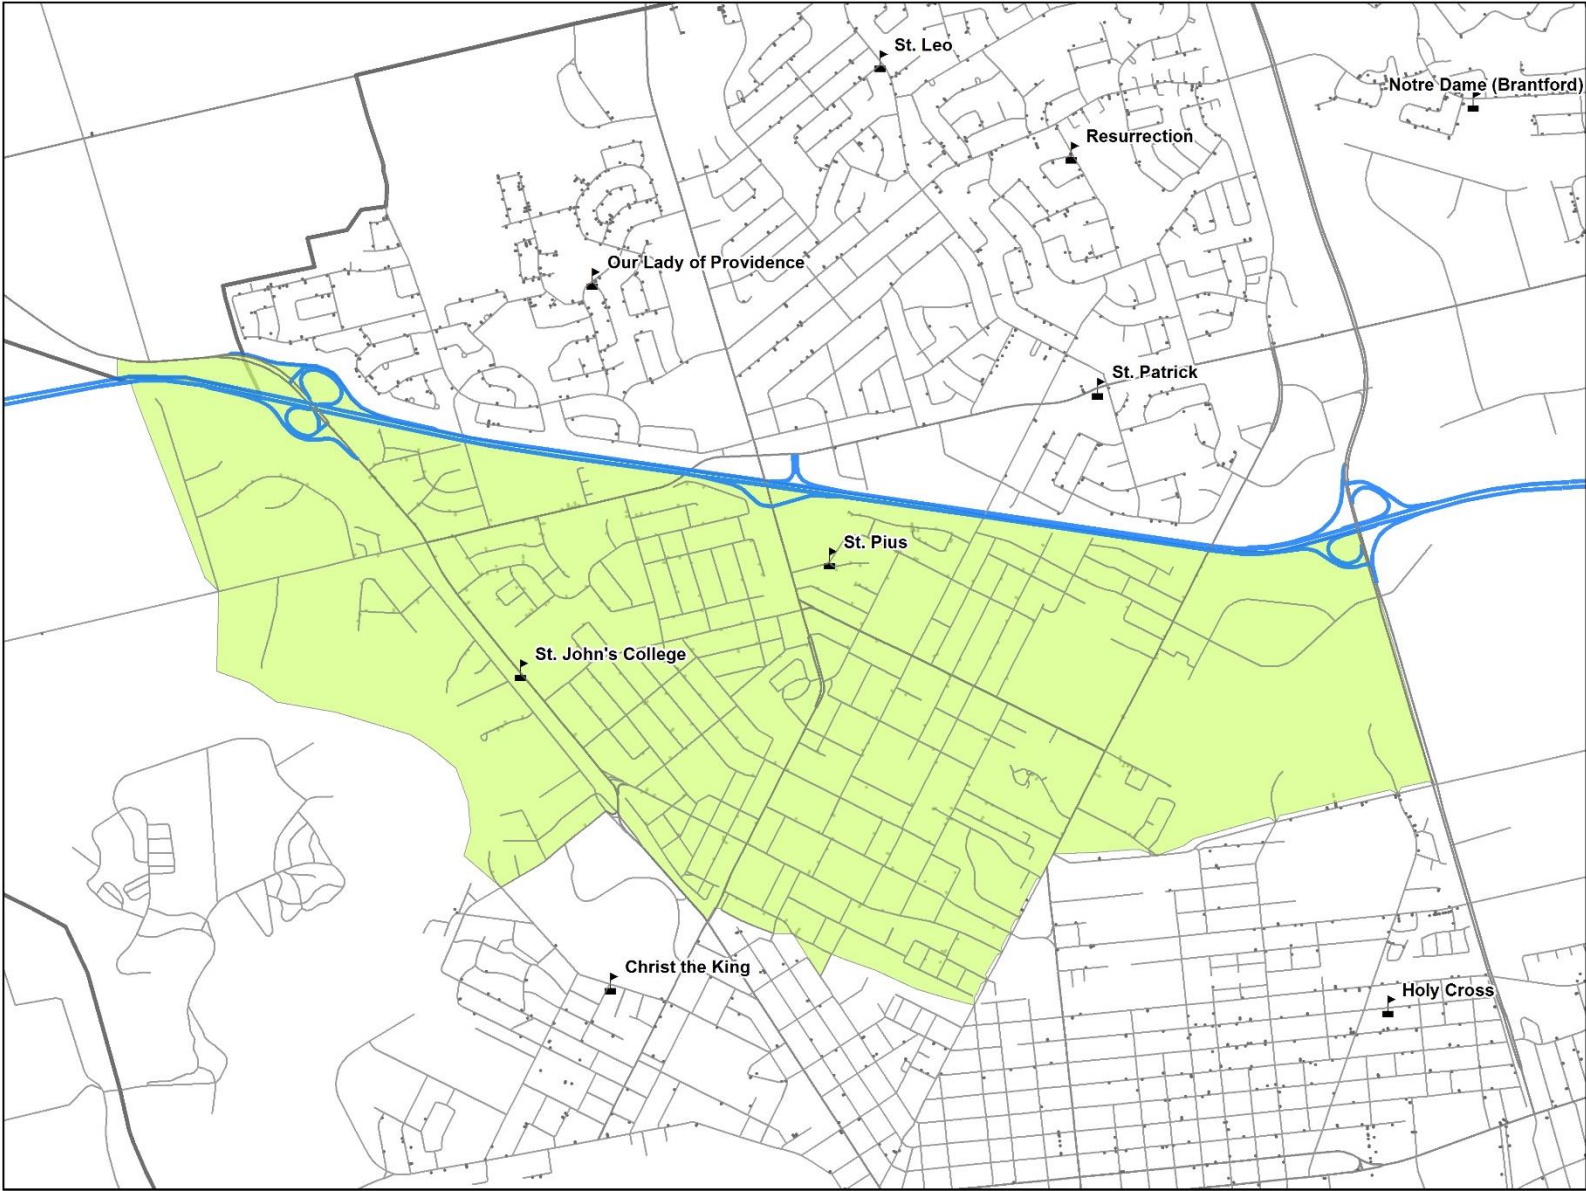 St. Leo
Notre Dame (Brantford)
Resurrection
Our Lady of Providence
St. Patrick
St. Pius
St. John's College
Christ the King
Holy Cross